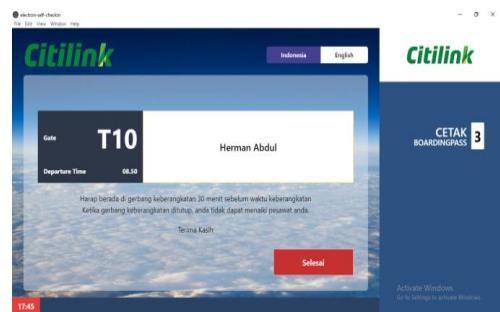 electron-self-checkin
File Edit View Window Help
Citilink
Indonesia English
Citilink
Gate T10
Herman Abdul
Departure Time 08.50
CETAK
BOARDINGPASS 3
Harap berada di gerbang keberangkatan 30 menit sebelum waktu keberangkatan
Ketika gerbang keberangkatan ditutup, anda tidak dapat menaiki pesawat anda.
Terima Kasih
Selesai
Activate Windows
Go to Settings to activate Windows.
17:45